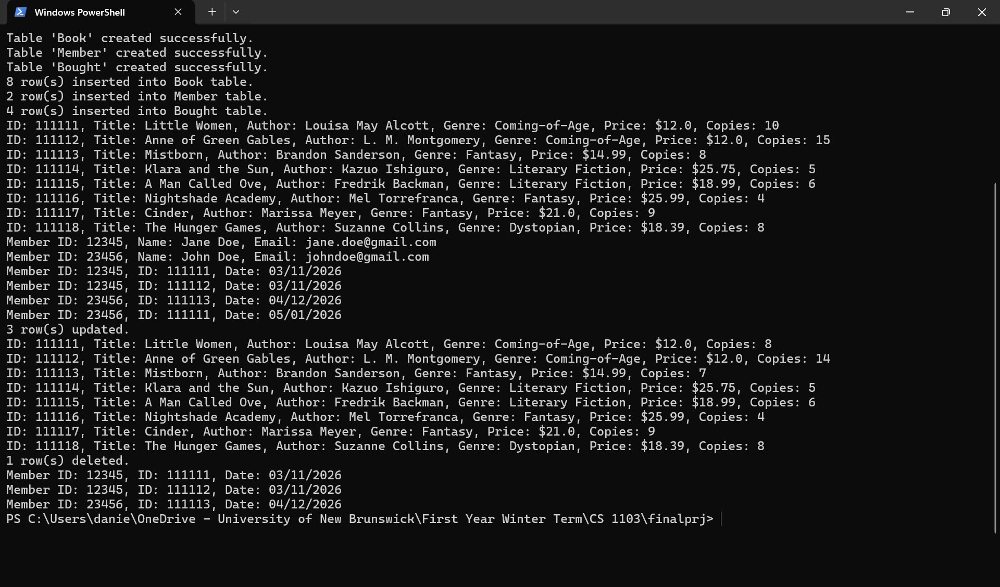 Windows PowerShell
Table 'Book' created successfully.
Table 'Member' created successfully.
Table 'Bought' created successfully.
8 row(s) inserted into Book table.
2 row(s) inserted into Member table.
4 row(s) inserted into Bought table.
ID: 111111, Title: Little Women, Author: Louisa May Alcott, Genre: Coming-of-Age, Price: $12.0, Copies: 10
ID: 111112, Title: Anne of Green Gables, Author: L. M. Montgomery, Genre: Coming-of-Age, Price: $12.0, Copies: 15
ID: 111113, Title: Mistborn, Author: Brandon Sanderson, Genre: Fantasy, Price: $14.99, Copies: 8
ID: 111114, Title: Klara and the Sun, Author: Kazuo Ishiguro, Genre: Literary Fiction, Price: $25.75, Copies: 5
ID: 111115, Title: A Man Called Ove, Author: Fredrik Backman, Genre: Literary Fiction, Price: $18.99, Copies: 6
ID: 111116, Title: Nightshade Academy, Author: Mel Torrefranca, Genre: Fantasy, Price: $25.99, Copies: 4
ID: 111117, Title: Cinder, Author: Marissa Meyer, Genre: Fantasy, Price: $21.0, Copies: 9
ID: 111118, Title: The Hunger Games, Author: Suzanne Collins, Genre: Dystopian, Price: $18.39, Copies: 8
Member ID: 12345, Name: Jane Doe, Email: jane.doe@gmail.com
Member ID: 23456, Name: John Doe, Email: johndoe@gmail.com
Member ID: 12345, ID: 111111, Date: 03/11/2026
Member ID: 12345, ID: 111112, Date: 03/11/2026
Member ID: 23456, ID: 111113, Date: 04/12/2026
Member ID: 23456, ID: 111111, Date: 05/01/2026
3 row(s) updated.
ID: 111111, Title: Little Women, Author: Louisa May Alcott, Genre: Coming-of-Age, Price: $12.0, Copies: 8
ID: 111112, Title: Anne of Green Gables, Author: L. M. Montgomery, Genre: Coming-of-Age, Price: $12.0, Copies: 14
ID: 111113, Title: Mistborn, Author: Brandon Sanderson, Genre: Fantasy, Price: $14.99, Copies: 7
ID: 111114, Title: Klara and the Sun, Author: Kazuo Ishiguro, Genre: Literary Fiction, Price: $25.75, Copies: 5
ID: 111115, Title: A Man Called Ove, Author: Fredrik Backman, Genre: Literary Fiction, Price: $18.99, Copies: 6
ID: 111116, Title: Nightshade Academy, Author: Mel Torrefranca, Genre: Fantasy, Price: $25.99, Copies: 4
ID: 111117, Title: Cinder, Author: Marissa Meyer, Genre: Fantasy, Price: $21.0, Copies: 9
ID: 111118, Title: The Hunger Games, Author: Suzanne Collins, Genre: Dystopian, Price: $18.39, Copies: 8
1 row(s) deleted.
Member ID: 12345, ID: 111111, Date: 03/11/2026
Member ID: 12345, ID: 111112, Date: 03/11/2026
Member ID: 23456, ID: 111113, Date: 04/12/2026
PS C:\Users\danie\OneDrive - University of New Brunswick\First Year Winter Term\CS 1103\finalprj>